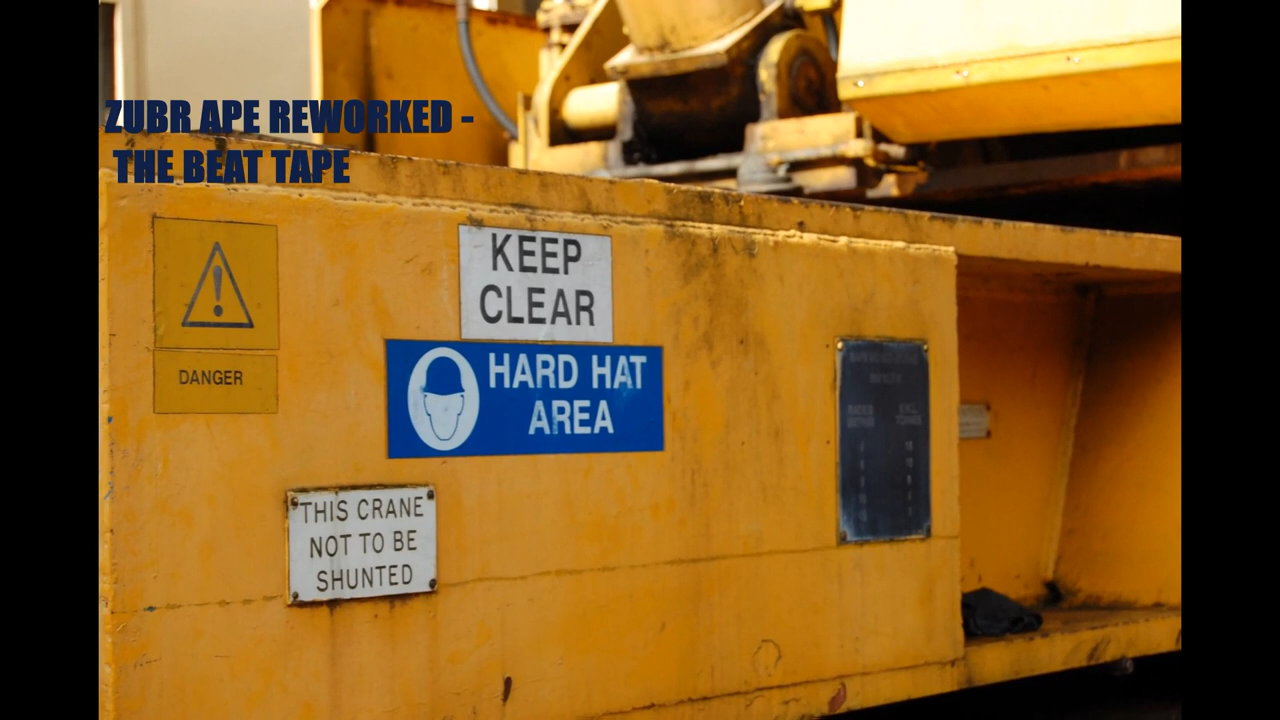 ZUBR APE REWORKED -
THE BEAT TAPE
KEEP
CLEAR
DANGER
HARD HAT
AREA
THIS CRANE
NOT TO BE
SHUNTED